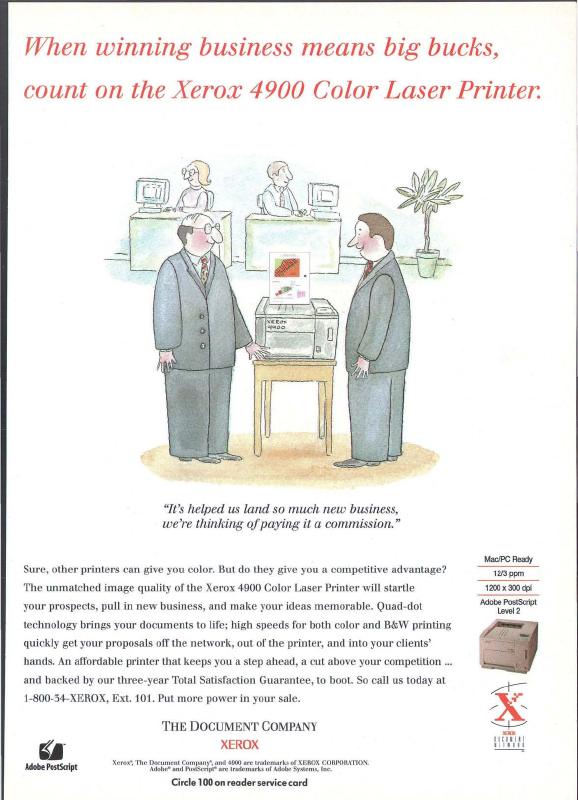 When winning business means big bucks,
count on the Xerox 4900 Color Laser Printer.
XEROX
4900
"It's helped us land so much new business,
we're thinking of paying it a commission."
Sure, other printers can give you color. But do they give you a competitive advantage?
The unmatched image quality of the Xerox 4900 Color Laser Printer will startle
your prospects, pull in new business, and make your ideas memorable. Quad-dot
technology brings your documents to life; high speeds for both color and B&W printing
quickly get your proposals off the network, out of the printer, and into your clients'
hands. An affordable printer that keeps you a step ahead, a cut above your competition ...
and backed by our three-year Total Satisfaction Guarantee, to boot. So call us today at
1-800-54-XEROX, Ext. 101. Put more power in your sale.
Mac/PC Ready
12/3 ppm
1200 x 300 dpi
Adobe PostScript
Level 2
X
XEROX
DOCUMENT
NETWORK
THE DOCUMENT COMPANY
XEROX
Adobe PostScript
Xerox®, The Document Company®, and 4900 are trademarks of XEROX CORPORATION.
Adobe® and PostScript® are trademarks of Adobe Systems, Inc.
Circle 100 on reader service card